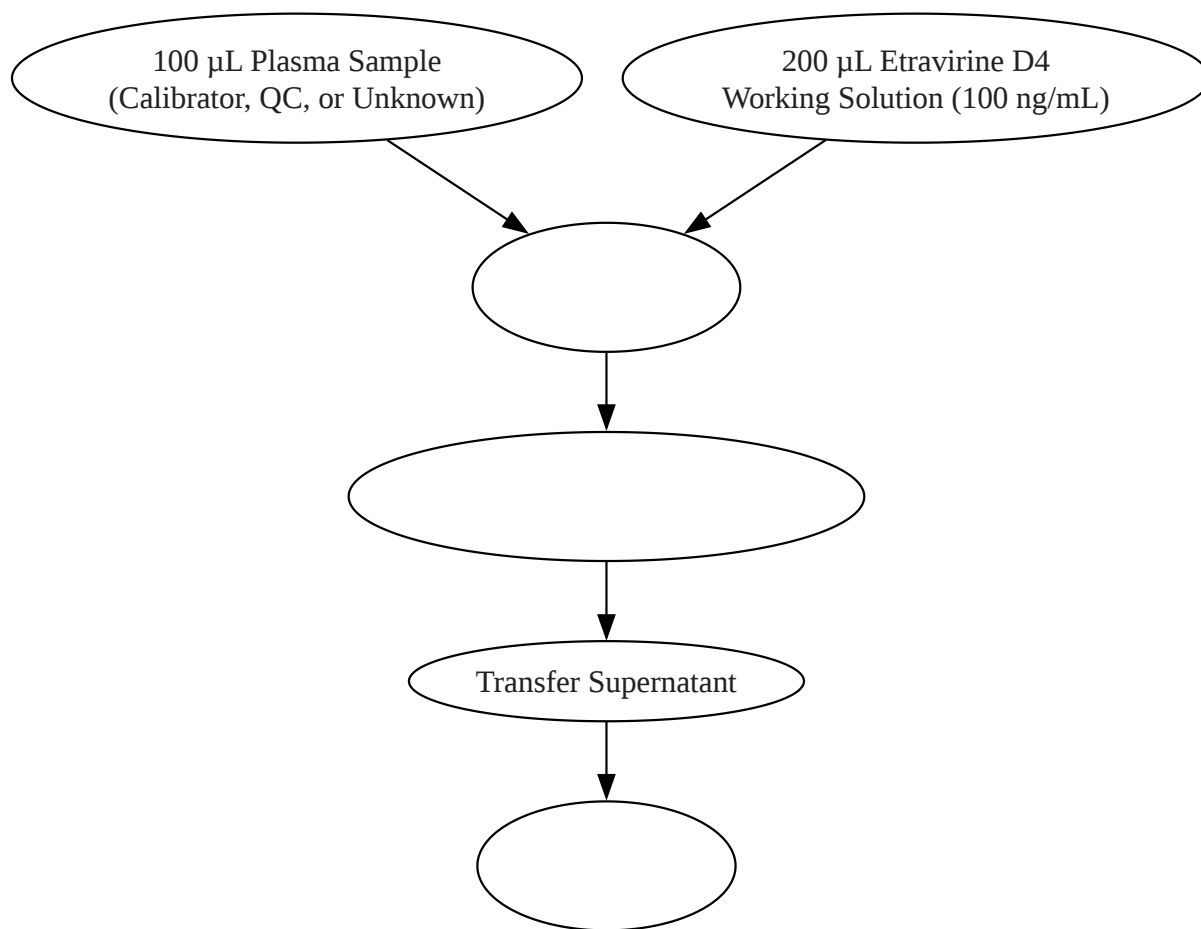 100 µL Plasma Sample
(Calibrator, QC, or Unknown)
200 µL Etravirine D4
Working Solution (100 ng/mL)
Transfer Supernatant